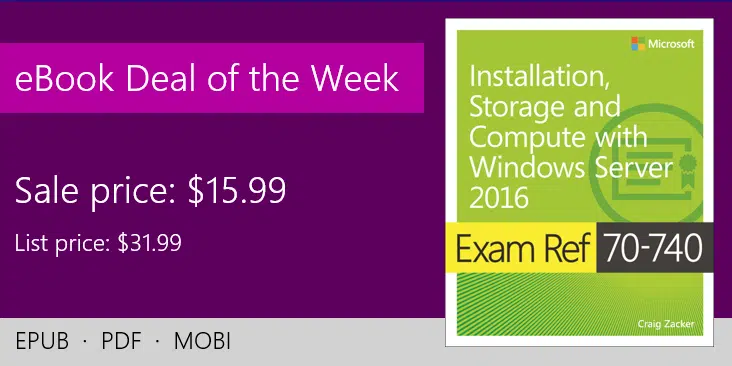 eBook Deal of the Week
Sale price: $15.99
List price: $31.99
EPUB · PDF · MOBI
Microsoft
Installation,
Storage and
Compute with
Windows Server
2016
Exam Ref 70-740
Craig Zacker